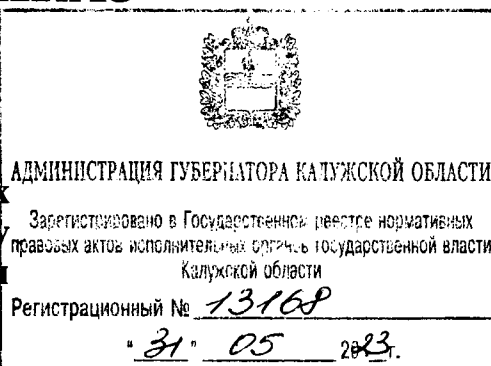 АДМИНИСТРАЦИЯ ГУБЕРНАТОРА КАЛУЖСКОЙ ОБЛАСТИ
Зарегистрировано в Государственном реестре нормативных
правовых актов исполнительных органов государственной власти
Калужской области
Регистрационный № 13168
"31" 05 2023г.